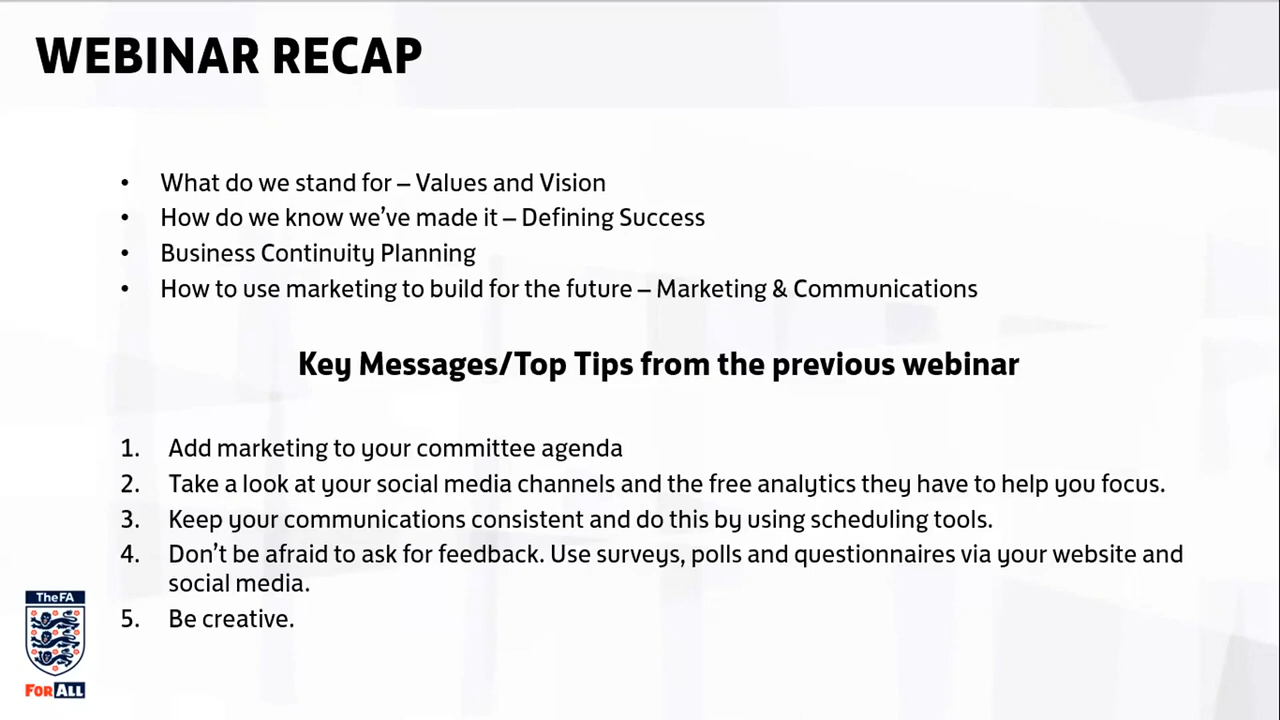 WEBINAR RECAP
• What do we stand for – Values and Vision
• How do we know we’ve made it – Defining Success
• Business Continuity Planning
• How to use marketing to build for the future – Marketing & Communications
Key Messages/Top Tips from the previous webinar
1. Add marketing to your committee agenda
2. Take a look at your social media channels and the free analytics they have to help you focus.
3. Keep your communications consistent and do this by using scheduling tools.
4. Don’t be afraid to ask for feedback. Use surveys, polls and questionnaires via your website and
social media.
5. Be creative.
The FA
FOR ALL